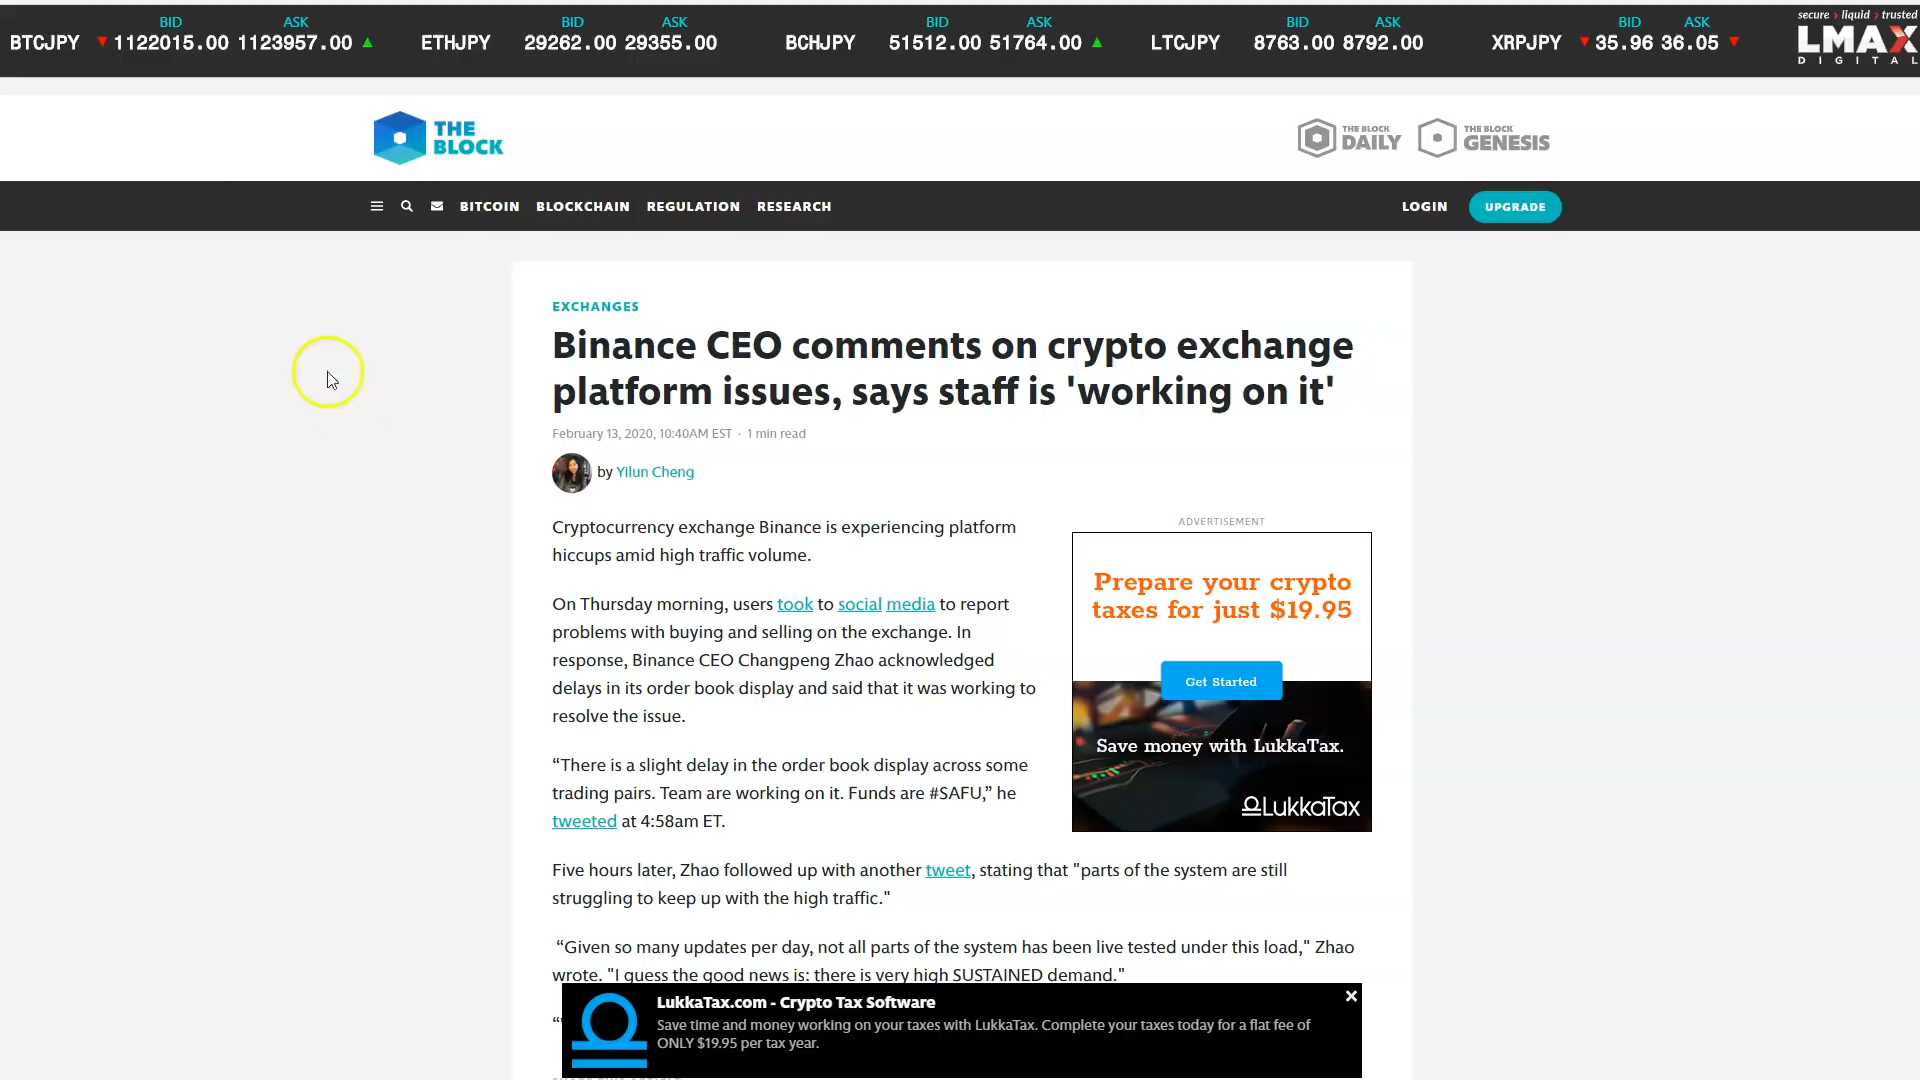 BID ASK BID ASK BID ASK BID ASK BID ASK secure › liquid › trusted
BTCJPY 1122015.00 1123957.00 ETHJPY 29262.00 29355.00 BCHJPY 51512.00 51764.00 LTCJPY 8763.00 8792.00 XRPJPY 35.96 36.05 LMAX
DIGITAL
THE BLOCK
THE BLOCK DAILY
THE BLOCK GENESIS
BITCOIN BLOCKCHAIN REGULATION RESEARCH LOGIN UPGRADE
EXCHANGES
Binance CEO comments on crypto exchange
platform issues, says staff is 'working on it'
February 13, 2020, 10:40AM EST · 1 min read
by Yilun Cheng
Cryptocurrency exchange Binance is experiencing platform
hiccups amid high traffic volume.
On Thursday morning, users took to social media to report
problems with buying and selling on the exchange. In
response, Binance CEO Changpeng Zhao acknowledged
delays in its order book display and said that it was working to
resolve the issue.
“There is a slight delay in the order book display across some
trading pairs. Team are working on it. Funds are #SAFU,” he
tweeted at 4:58am ET.
ADVERTISEMENT
Prepare your crypto
taxes for just $19.95
Get Started
Save money with LukkaTax.
LukkaTax
Five hours later, Zhao followed up with another tweet, stating that "parts of the system are still
struggling to keep up with the high traffic."
“Given so many updates per day, not all parts of the system has been live tested under this load," Zhao
wrote. "I guess the good news is: there is very high SUSTAINED demand."
LukkaTax.com - Crypto Tax Software
Save time and money working on your taxes with LukkaTax. Complete your taxes today for a flat fee of
ONLY $19.95 per tax year.